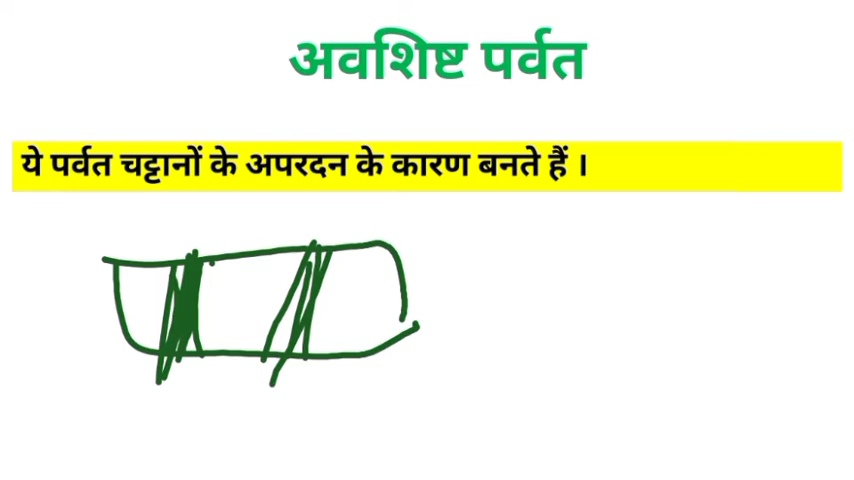 अवशिष्ट पर्वत
ये पर्वत चट्टानों के अपरदन के कारण बनते हैं ।